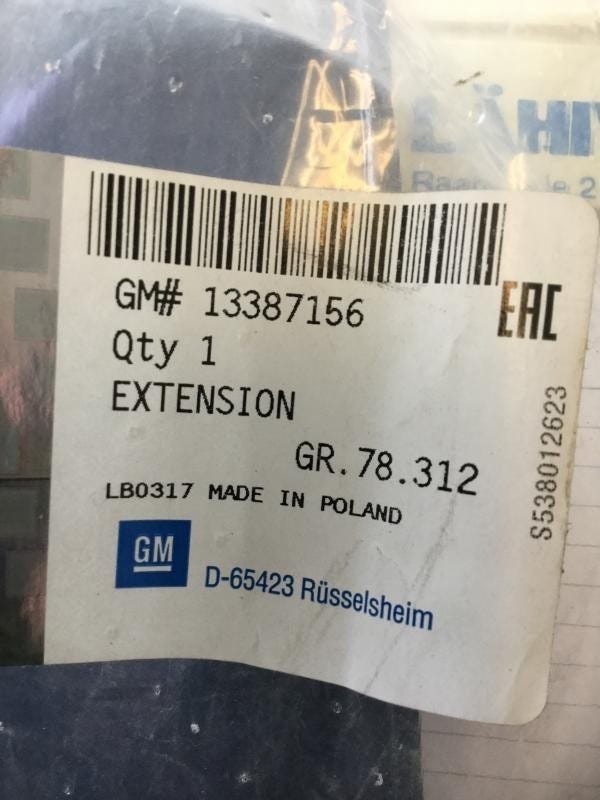 GM# 13387156
EAC
Qty 1
EXTENSION
GR.78.312
LB0317 MADE IN POLAND
GM
D-65423 Rüsselsheim
S538012623